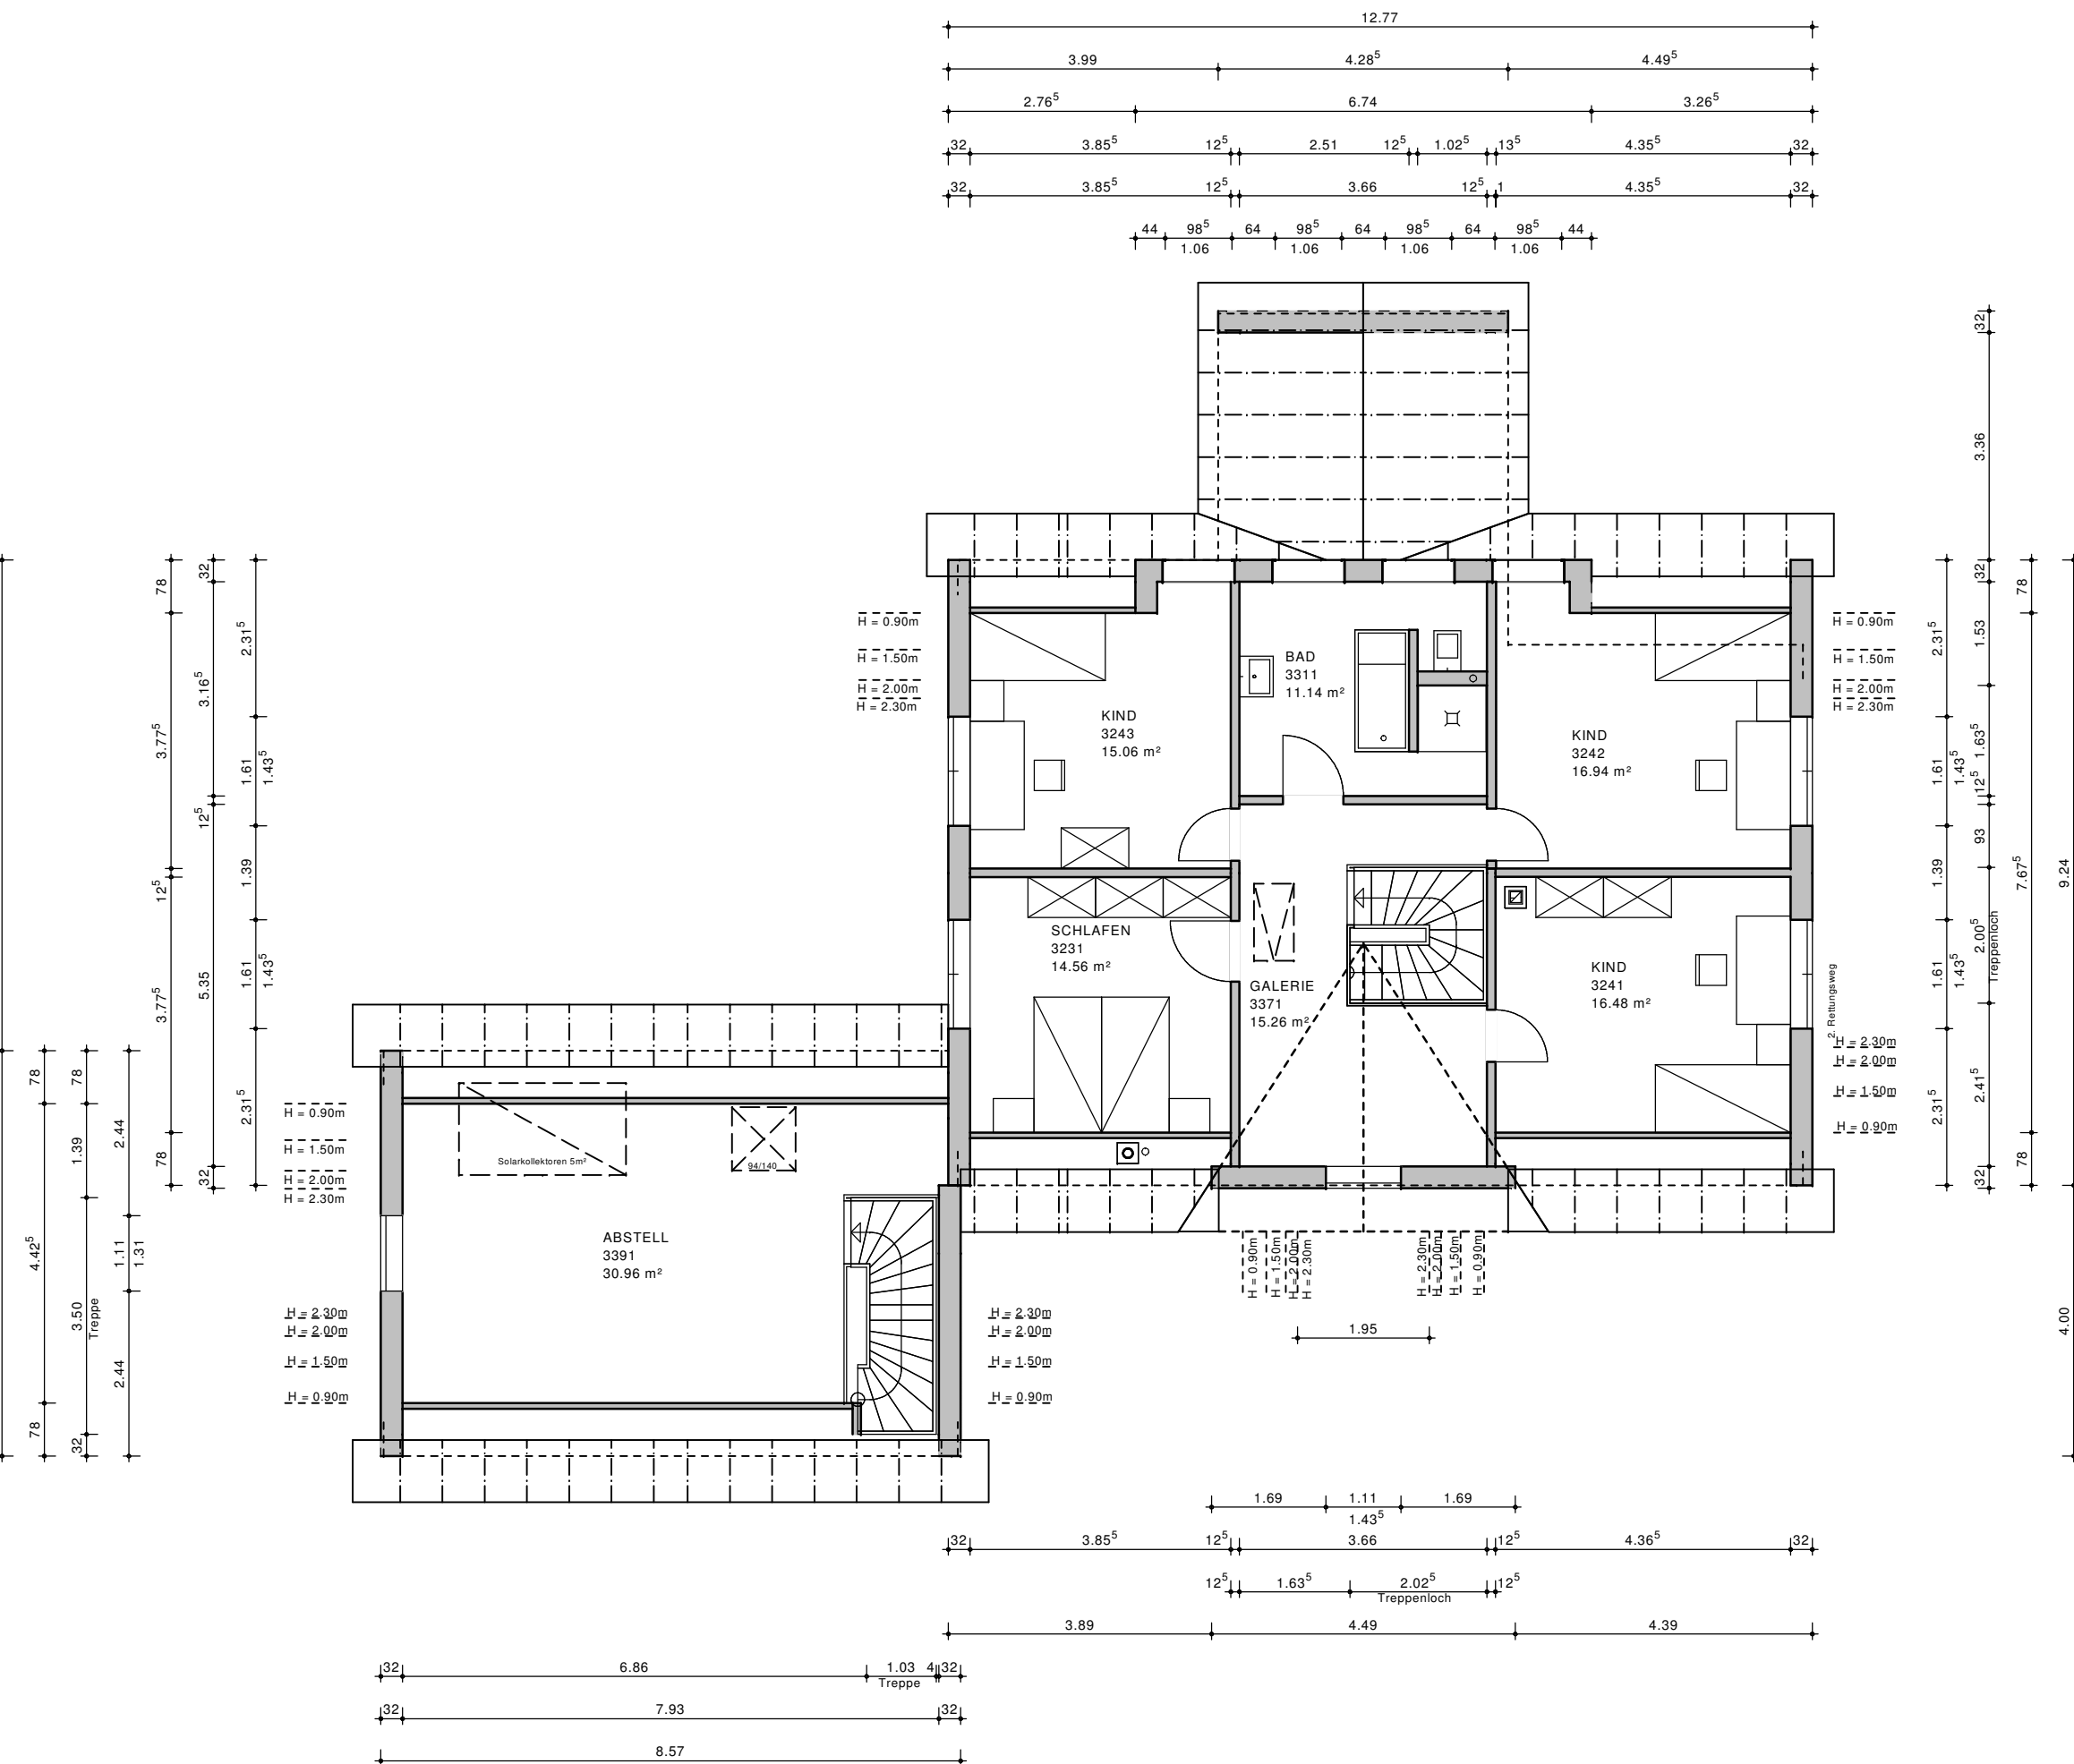 12.77
3.99 4.28⁵ 4.49⁵
2.76⁵ 6.74 3.26⁵
32 3.85⁵ 12⁵ 2.51 12⁵ 1.02⁵ 13⁵ 4.35⁵ 32
32 3.85⁵ 12⁵ 3.66 12⁵ 1 4.35⁵ 32
44 98⁵ 64 98⁵ 64 98⁵ 64 98⁵ 44
1.06 1.06 1.06 1.06
78 3.77⁵ 12⁵ 3.77⁵ 78
32 3.16⁵ 12⁵ 5.35 32
2.31⁵ 1.61 1.39 1.61 2.31⁵
1.43⁵ 1.43⁵
H = 0.90m
H = 1.50m
H = 2.00m
H = 2.30m
KIND
3243
15.06 m²
BAD
3311
11.14 m²
KIND
3242
16.94 m²
H = 0.90m
H = 1.50m
H = 2.00m
H = 2.30m
SCHLAFEN
3231
14.56 m²
GALERIE
3371
15.26 m²
KIND
3241
16.48 m²
2. Rettungsweg
H = 2.30m
H = 2.00m
H = 1.50m
H = 0.90m
2.31⁵ 1.61 1.39 1.61 2.31⁵
1.43⁵ 1.43⁵
32 3.36 32 1.53 1.63⁵ 12⁵ 93 2.00⁵ 2.41⁵ 32
Treppenloch
78 7.67⁵ 78
9.24 4.00
78 4.42⁵ 78
78 1.39 3.50 32
Treppe
2.44 1.11 2.44
1.31
H = 0.90m
H = 1.50m
H = 2.00m
H = 2.30m
Solarkollektoren 5m²
94/140
ABSTELL
3391
30.96 m²
H = 2.30m
H = 2.00m
H = 1.50m
H = 0.90m
H = 2.30m
H = 2.00m
H = 1.50m
H = 0.90m
H = 0.90m
H = 1.50m
H = 2.00m
H = 2.30m
H = 2.30m
H = 2.00m
H = 1.50m
H = 0.90m
1.95
1.69 1.11 1.69
1.43⁵
32 3.85⁵ 12⁵ 3.66 12⁵ 4.36⁵ 32
12⁵ 1.63⁵ 2.02⁵ 12⁵
Treppenloch
3.89 4.49 4.39
32 6.86 1.03 4 32
Treppe
32 7.93 32
8.57